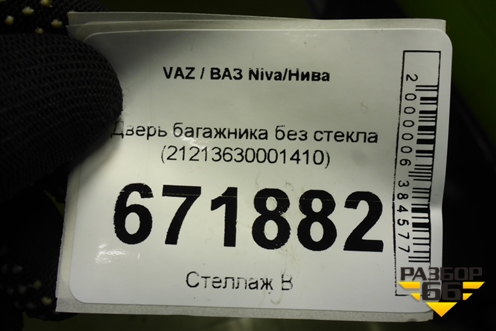 VAZ / ВАЗ Niva/Нива
Дверь багажника без стекла
(21213630001410)
671882
Стеллаж В
2000006384577
РАЗБОР
66